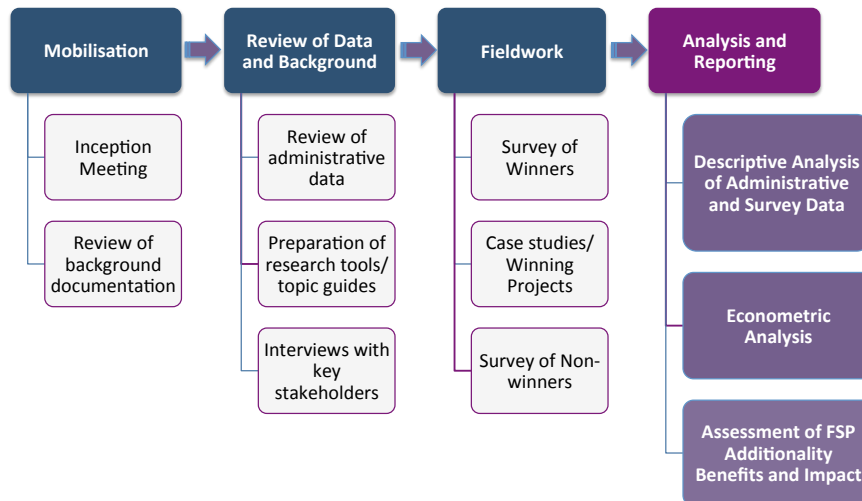 Mobilisation
Review of Data
and Background
Fieldwork
Analysis and
Reporting
Inception
Meeting
Review of
background
documentation
Review of
administrative
data
Preparation of
research tools/
topic guides
Interviews with
key
stakeholders
Survey of
Winners
Case studies/
Winning
Projects
Survey of Non-
winners
Descriptive Analysis
of Administrative
and Survey Data
Econometric
Analysis
Assessment of FSP
Additionality
Benefits and Impact